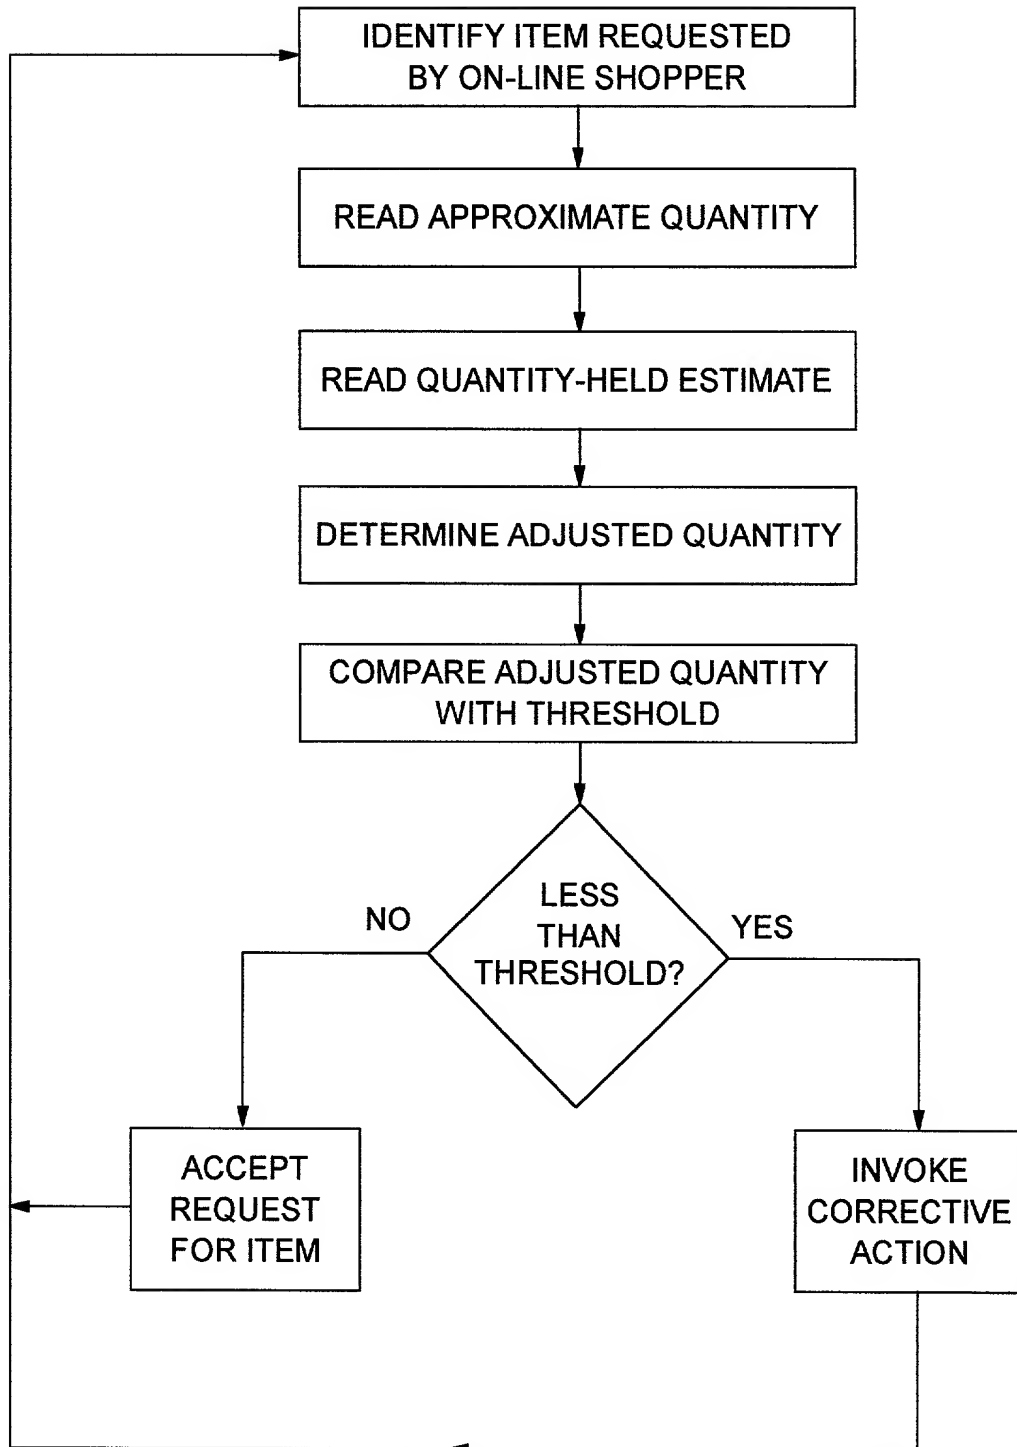 IDENTIFY ITEM REQUESTED
BY ON-LINE SHOPPER
READ APPROXIMATE QUANTITY
READ QUANTITY-HELD ESTIMATE
DETERMINE ADJUSTED QUANTITY
COMPARE ADJUSTED QUANTITY
WITH THRESHOLD
LESS
THAN
THRESHOLD?
NO
YES
ACCEPT
REQUEST
FOR ITEM
INVOKE
CORRECTIVE
ACTION